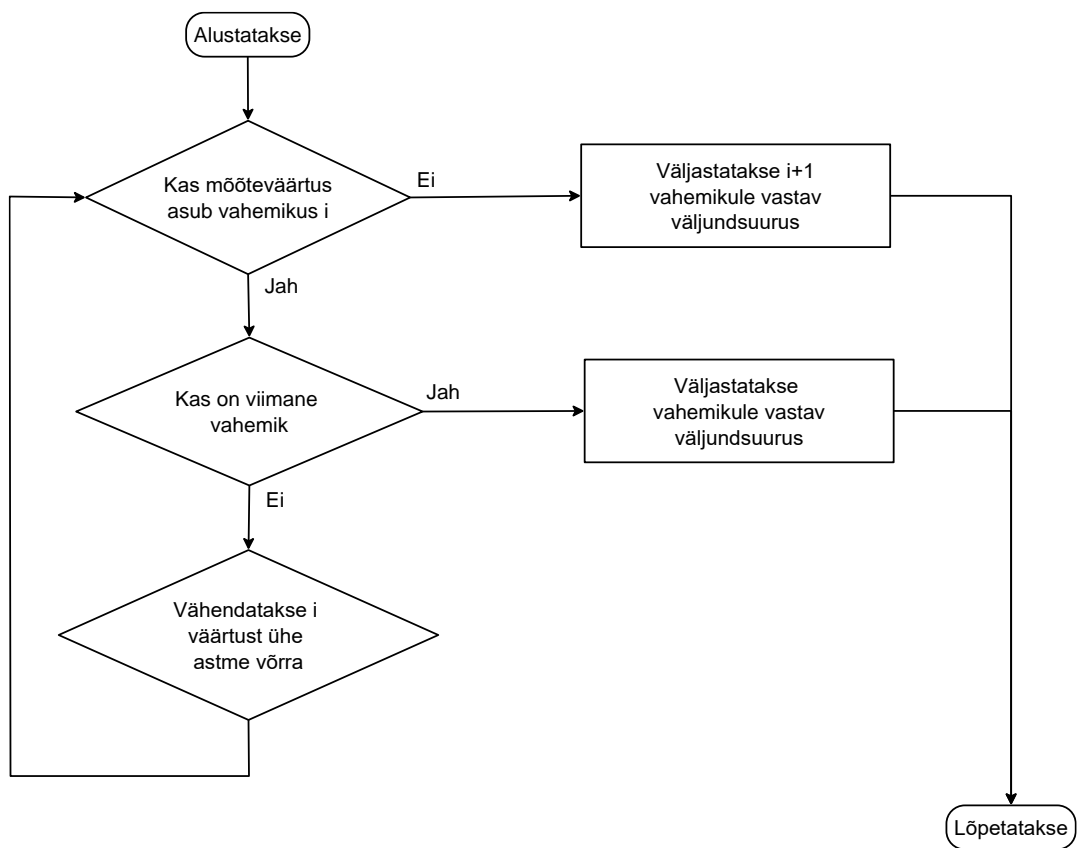 Alustatakse
Kas mõõteväärtus
asub vahemikus i
Ei
Väljastatakse i+1
vahemikule vastav
väljundsuurus
Jah
Kas on viimane
vahemik
Jah
Väljastatakse
vahemikule vastav
väljundsuurus
Ei
Vähendatakse i
väärtust ühe
astme võrra
Lõpetatakse